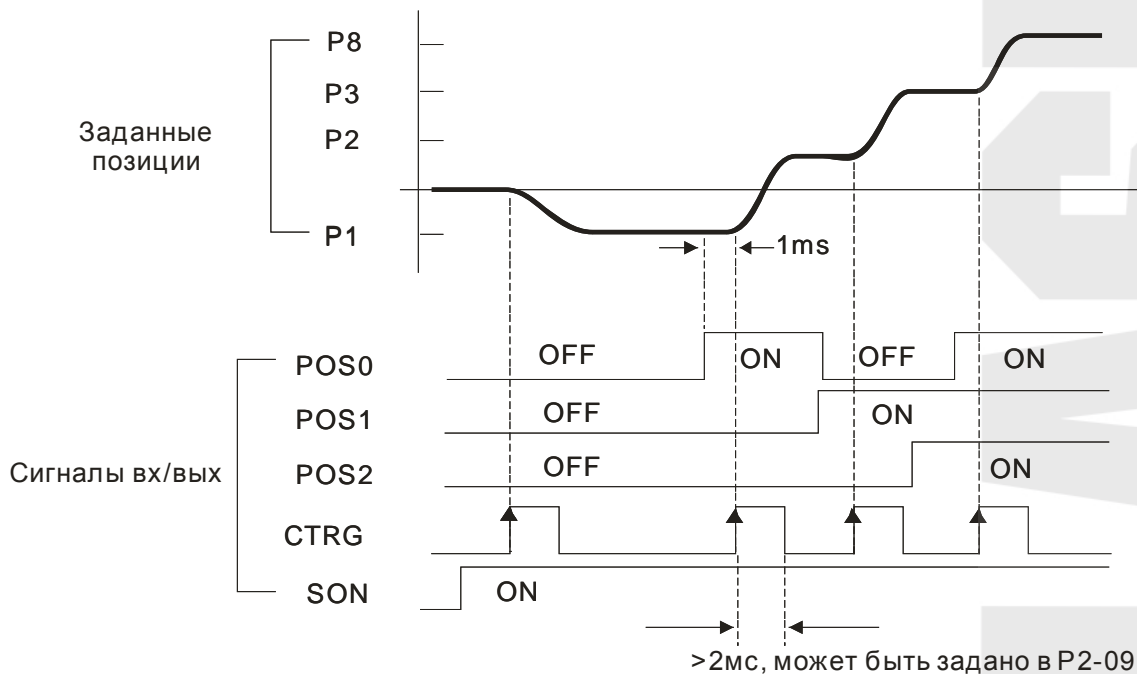 P8
P3
P2
P1
Заданные
позиции
1ms
POS0
OFF
ON
OFF
ON
POS1
OFF
ON
POS2
OFF
ON
Сигналы вх/вых
CTRG
SON
ON
>2мс, может быть задано в P2-09